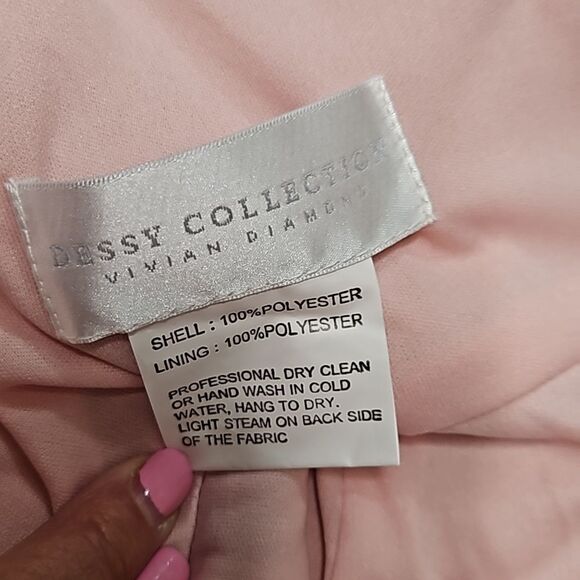 DESSY COLLECTION
VIVIAN DIAMOND
SHELL : 100%POLYESTER
LINING : 100%POLYESTER
PROFESSIONAL DRY CLEAN
OR HAND WASH IN COLD
WATER, HANG TO DRY.
LIGHT STEAM ON BACK SIDE
OF THE FABRIC